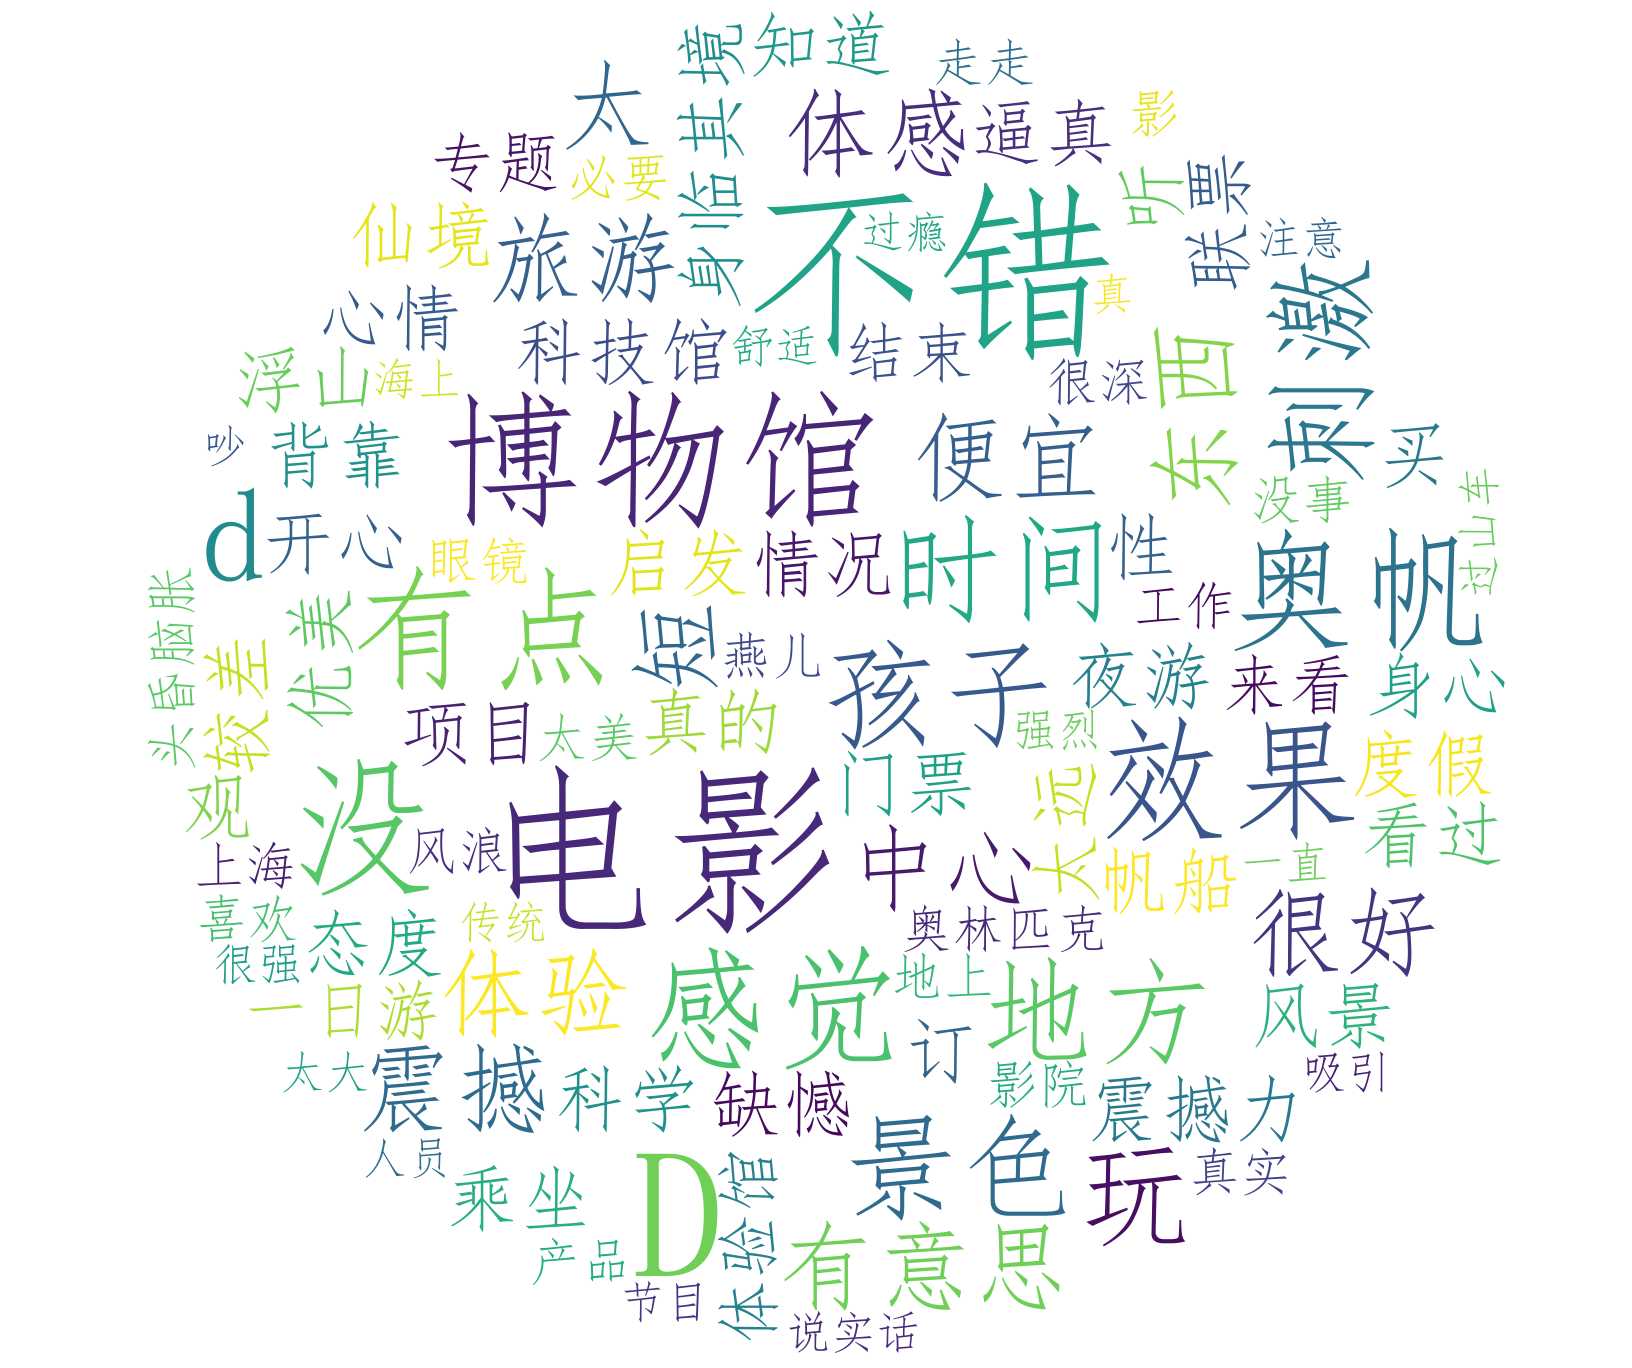 知道
走走
身临其境
太
体感
逼真
影
专题
必要
听
联票
仙境
旅游
不错
过瘾
注意
心情
真
刺激
科技馆
舒适
结束
东西
浮山
海上
很深
博物馆
便宜
吵
背靠
买
没事
过山车
d
开心
眼镜
启发
情况
时间
性
奥帆
头昏脑胀
有点
工作
优美
短
燕儿
孩子
夜游
来看
身心
较差
项目
太美
真的
强烈
效果
观
没
电影
门票
太远
度假
看过
上海
风浪
中心
帆船
一直
喜欢
态度
传统
奥林匹克
很好
很强
体验
感觉
地上
地方
一日游
风景
太大
震撼
科学
缺憾
订
影院
震撼力
吸引
人员
景色
玩
真实
乘坐
D
体验馆
有意思
产品
节目
说实话